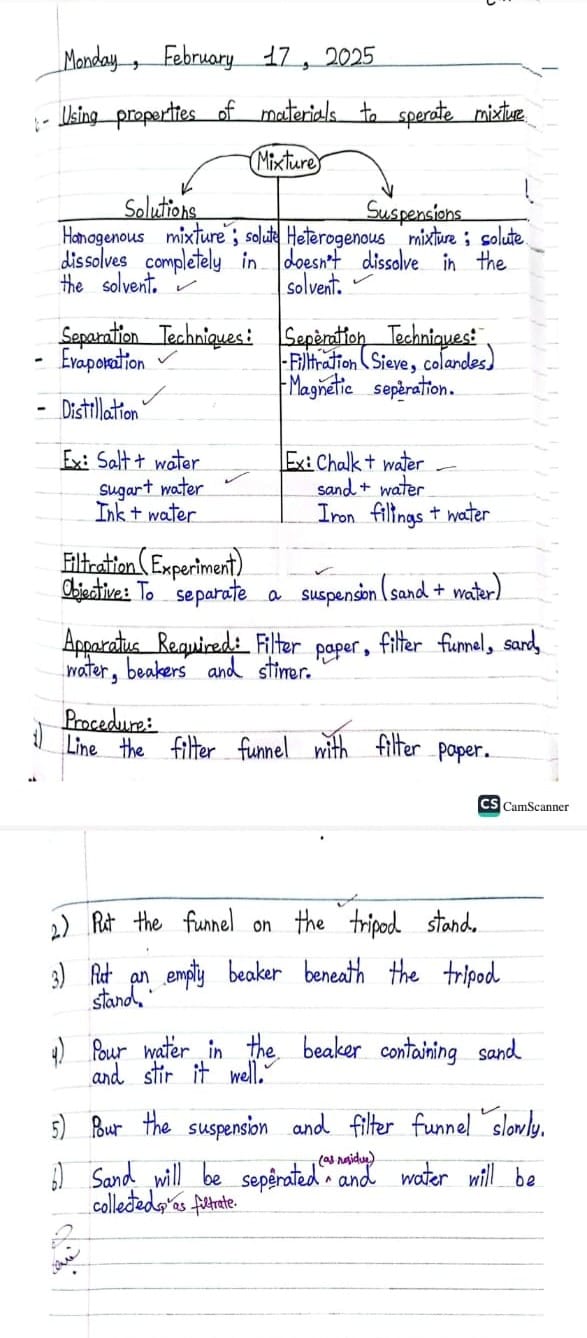 Monday, February 17, 2025
:- Using properties of materials to sperate mixture
Mixture
Solutions
Homogenous mixture; solute
dissolves completely in
the solvent.
Separation Techniques:
- Evaporation
- Distillation
Ex: Salt + water
sugar + water
Ink + water
Suspensions
Heterogenous mixture; solute
doesn't dissolve in the
solvent.
Seperation Techniques:
- Filltration (Sieve, colandes)
- Magnetic seperation.
Ex: Chalk + water
sand + water
Iron filings + water
Filtration (Experiment)
Objective: To separate a suspension (sand + water)
Apparatus Required: Filter paper, filter funnel, sand,
water, beakers and stirrer.
Procedure:
1) Line the filter funnel with filter paper.
CS CamScanner
2) Put the funnel on the tripod stand.
3) Put an empty beaker beneath the tripod
stand.
4) Pour water in the beaker containing sand
and stir it well.
5) Pour the suspension and filter funnel slowly.
(as residue)
6) Sand will be seperated ^ and water will be
collected as filtrate.